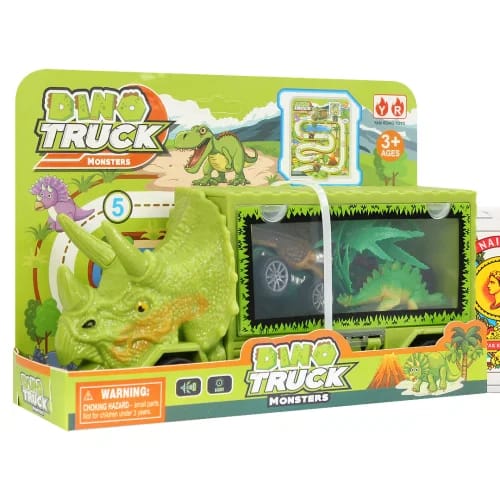 DINO
TRUCK
MONSTERS
Y R
3+
AGES
5
NAI
DINO
TRUCK
MONSTERS
WARNING:
CHOKING HAZARD - small parts
Not for children under 3 years.
DINO
TRUCK